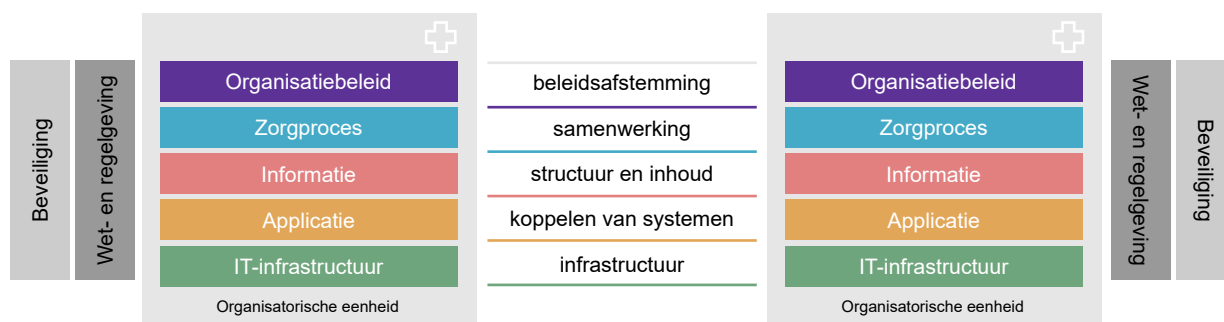 Beveiliging
Wet- en regelgeving
Organisatiebeleid
Zorgproces
Informatie
Applicatie
IT-infrastructuur
Organisatorische eenheid
beleidsafstemming
samenwerking
structuur en inhoud
koppelen van systemen
infrastructuur
Organisatiebeleid
Zorgproces
Informatie
Applicatie
IT-infrastructuur
Organisatorische eenheid
Wet- en regelgeving
Beveiliging